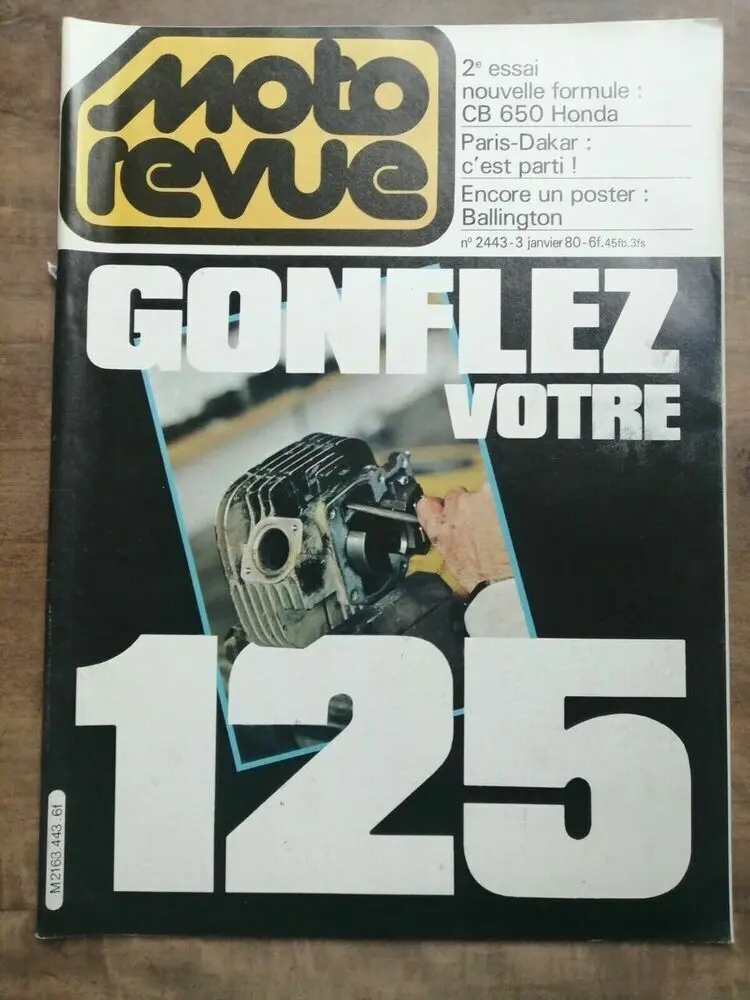 moto
revue
2e essai
nouvelle formule :
CB 650 Honda
Paris-Dakar :
c'est parti !
Encore un poster :
Ballington
n° 2443-3 janvier 80-6f.45fb.3fs
GONFLEZ
VOTRE
125
M2163.443.6f